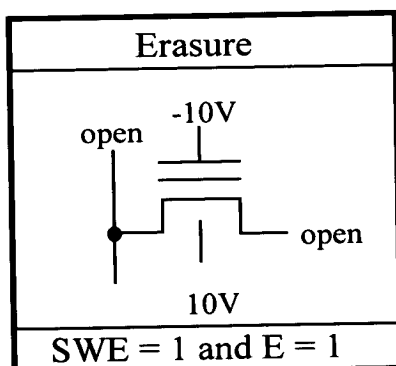 Erasure
-10V
open
open
10V
SWE = 1 and E = 1